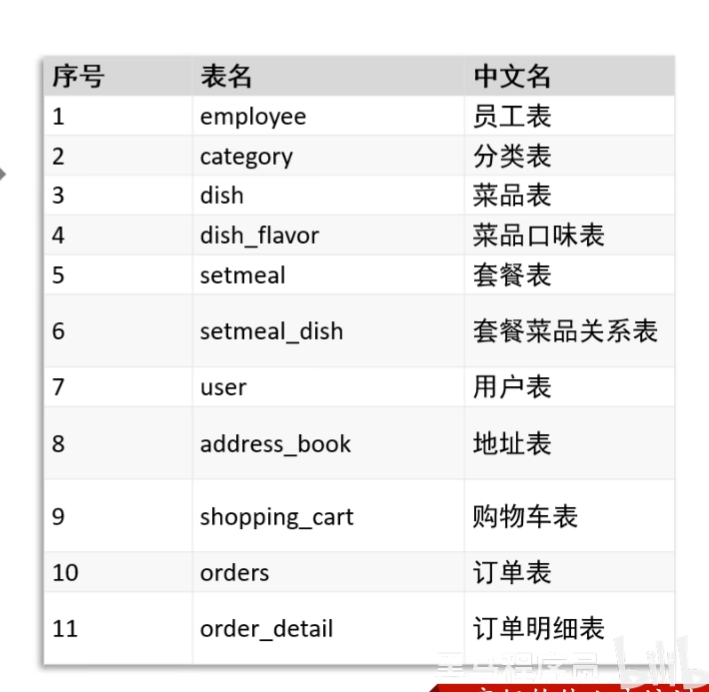 序号 表名 中文名
1 employee 员工表
2 category 分类表
3 dish 菜品表
4 dish_flavor 菜品口味表
5 setmeal 套餐表
6 setmeal_dish 套餐菜品关系表
7 user 用户表
8 address_book 地址表
9 shopping_cart 购物车表
10 orders 订单表
11 order_detail 订单明细表
黑马程序员 bilibili